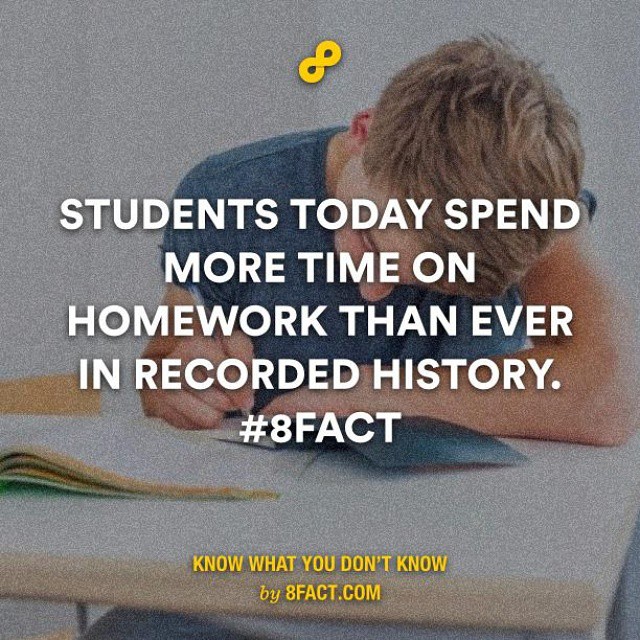 STUDENTS TODAY SPEND
MORE TIME ON
HOMEWORK THAN EVER
IN RECORDED HISTORY.
#8FACT
KNOW WHAT YOU DON'T KNOW
by 8FACT.COM